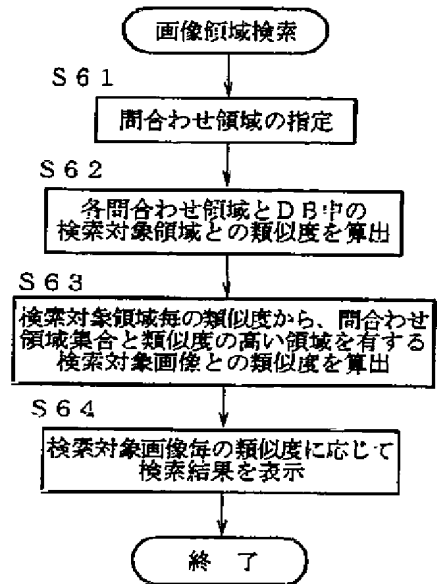 画像領域検索
S61
問合わせ領域の指定
S62
各問合わせ領域とDB中の
検索対象領域との類似度を算出
S63
検索対象領域毎の類似度から、問合わせ
領域集合と類似度の高い領域を有する
検索対象画像との類似度を算出
S64
検索対象画像毎の類似度に応じて
検索結果を表示
終 了